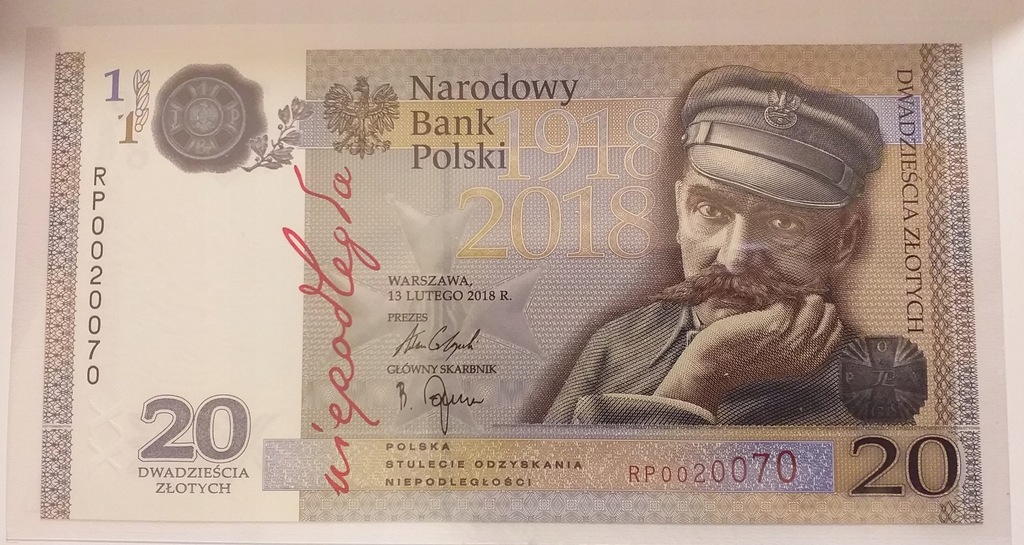 1
1
RP0020070
Narodowy
Bank
Polski
1918
2018
niepodległa
WARSZAWA,
13 LUTEGO 2018 R.
PREZES
GŁÓWNY SKARBNIK
20
DWADZIEŚCIA
ZŁOTYCH
POLSKA
STULECIE ODZYSKANIA
NIEPODLEGŁOŚCI
RP0020070
DWADZIEŚCIA ZŁOTYCH
20